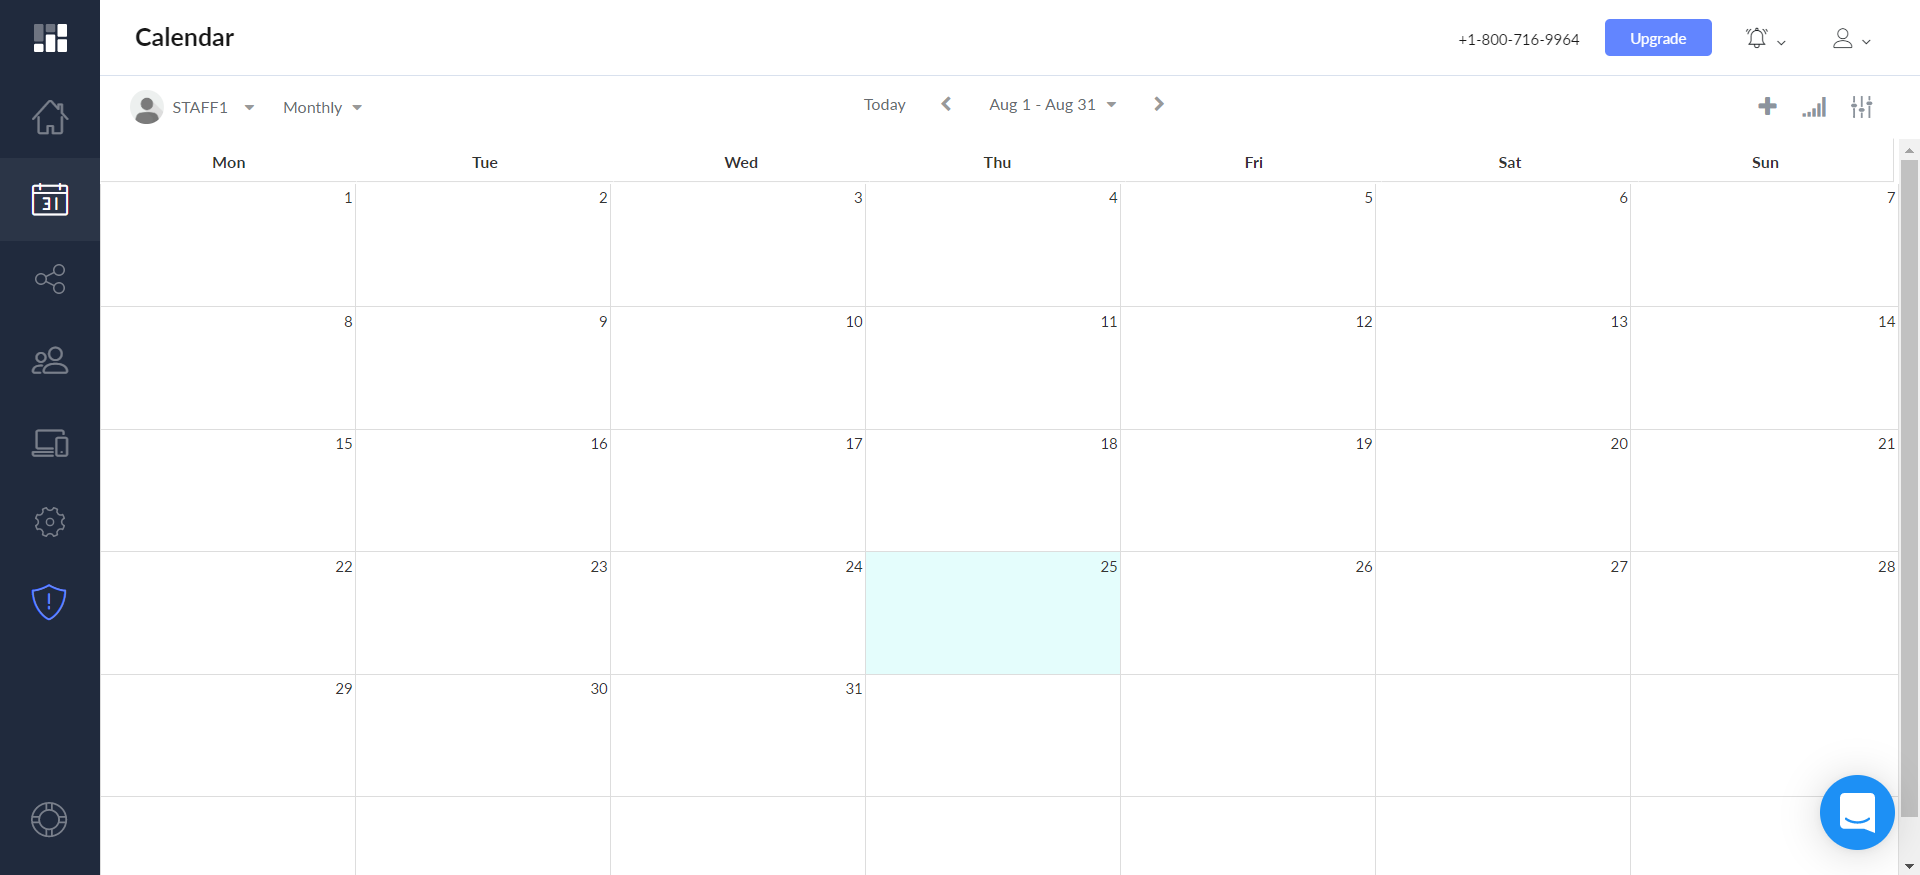 Calendar
+1-800-716-9964
Upgrade
STAFF1
Monthly
Today
Aug 1 - Aug 31
Mon Tue Wed Thu Fri Sat Sun
1 2 3 4 5 6 7
31
8 9 10 11 12 13 14
15 16 17 18 19 20 21
22 23 24 25 26 27 28
29 30 31